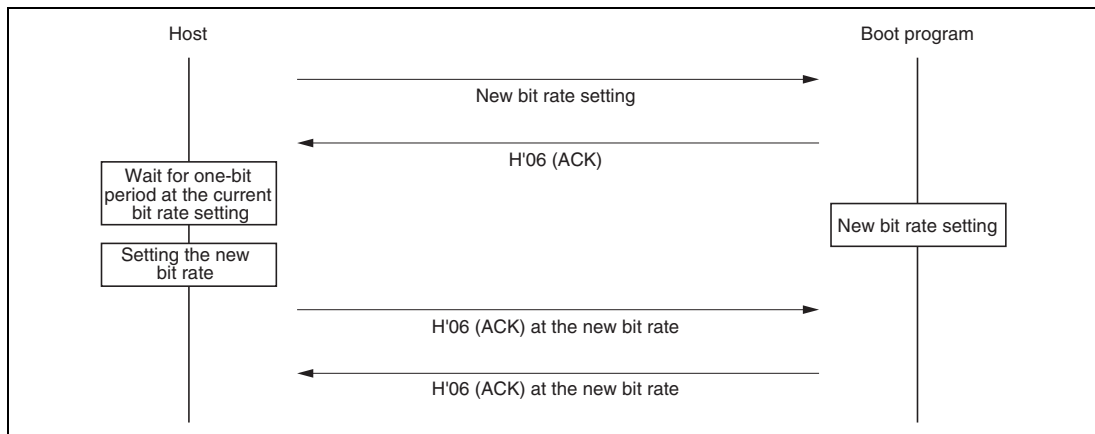 Host
Boot program
New bit rate setting
H'06 (ACK)
Wait for one-bit
period at the current
bit rate setting
New bit rate setting
Setting the new
bit rate
H'06 (ACK) at the new bit rate
H'06 (ACK) at the new bit rate